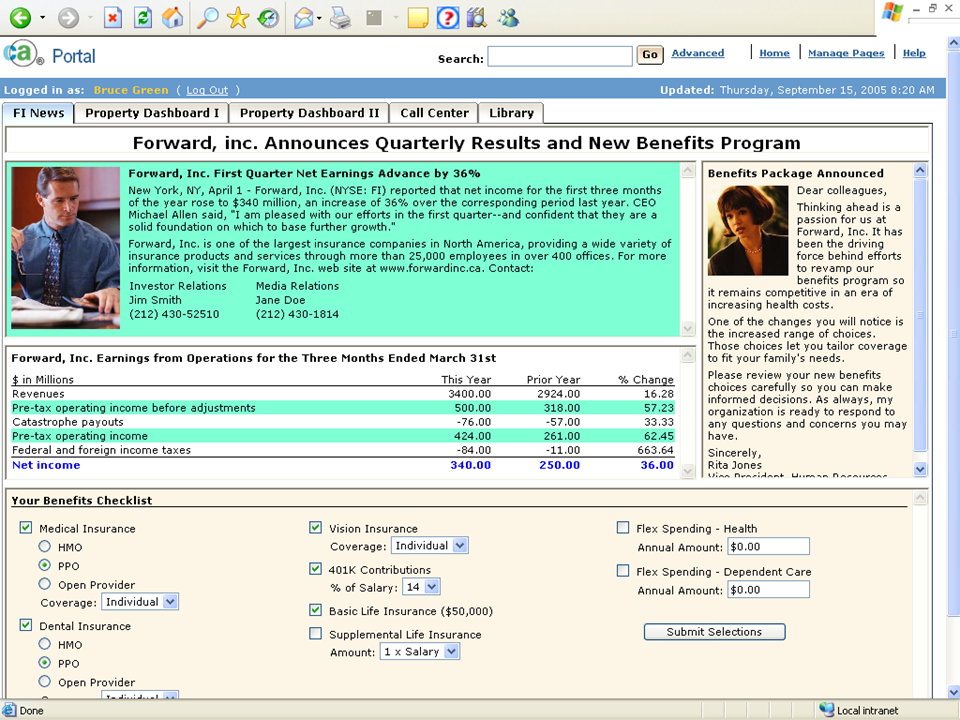 ca Portal
Search: Go Advanced Home Manage Pages Help
Logged in as: Bruce Green ( Log Out )
Updated: Thursday, September 15, 2005 8:20 AM
FI News Property Dashboard I Property Dashboard II Call Center Library
Forward, inc. Announces Quarterly Results and New Benefits Program
Forward, Inc. First Quarter Net Earnings Advance by 36%
New York, NY, April 1 - Forward, Inc. (NYSE: FI) reported that net income for the first three months
of the year rose to $340 million, an increase of 36% over the corresponding period last year. CEO
Michael Allen said, "I am pleased with our efforts in the first quarter--and confident that they are a
solid foundation on which to base further growth."
Forward, Inc. is one of the largest insurance companies in North America, providing a wide variety of
insurance products and services through more than 25,000 employees in over 400 offices. For more
information, visit the Forward, Inc. web site at www.forwardinc.ca. Contact:
Investor Relations Media Relations
Jim Smith Jane Doe
(212) 430-52510 (212) 430-1814
Benefits Package Announced
Dear colleagues,
Thinking ahead is a
passion for us at
Forward, Inc. It has
been the driving
force behind efforts
to revamp our
benefits program so
it remains competitive in an era of
increasing health costs.
One of the changes you will notice is
the increased range of choices.
Those choices let you tailor coverage
to fit your family's needs.
Please review your new benefits
choices carefully so you can make
informed decisions. As always, my
organization is ready to respond to
any questions and concerns you may
have.
Sincerely,
Rita Jones
Vice President, Human Resources
Forward, Inc. Earnings from Operations for the Three Months Ended March 31st
$ in Millions This Year Prior Year % Change
Revenues 3400.00 2924.00 16.28
Pre-tax operating income before adjustments 500.00 318.00 57.23
Catastrophe payouts -76.00 -57.00 33.33
Pre-tax operating income 424.00 261.00 62.45
Federal and foreign income taxes -84.00 -11.00 663.64
Net income 340.00 250.00 36.00
Your Benefits Checklist
Medical Insurance
HMO
PPO
Open Provider
Coverage: Individual
Dental Insurance
HMO
PPO
Open Provider
Individual
Vision Insurance
Coverage: Individual
401K Contributions
% of Salary: 14
Basic Life Insurance ($50,000)
Supplemental Life Insurance
Amount: 1 x Salary
Flex Spending - Health
Annual Amount: $0.00
Flex Spending - Dependent Care
Annual Amount: $0.00
Submit Selections
Done Local intranet